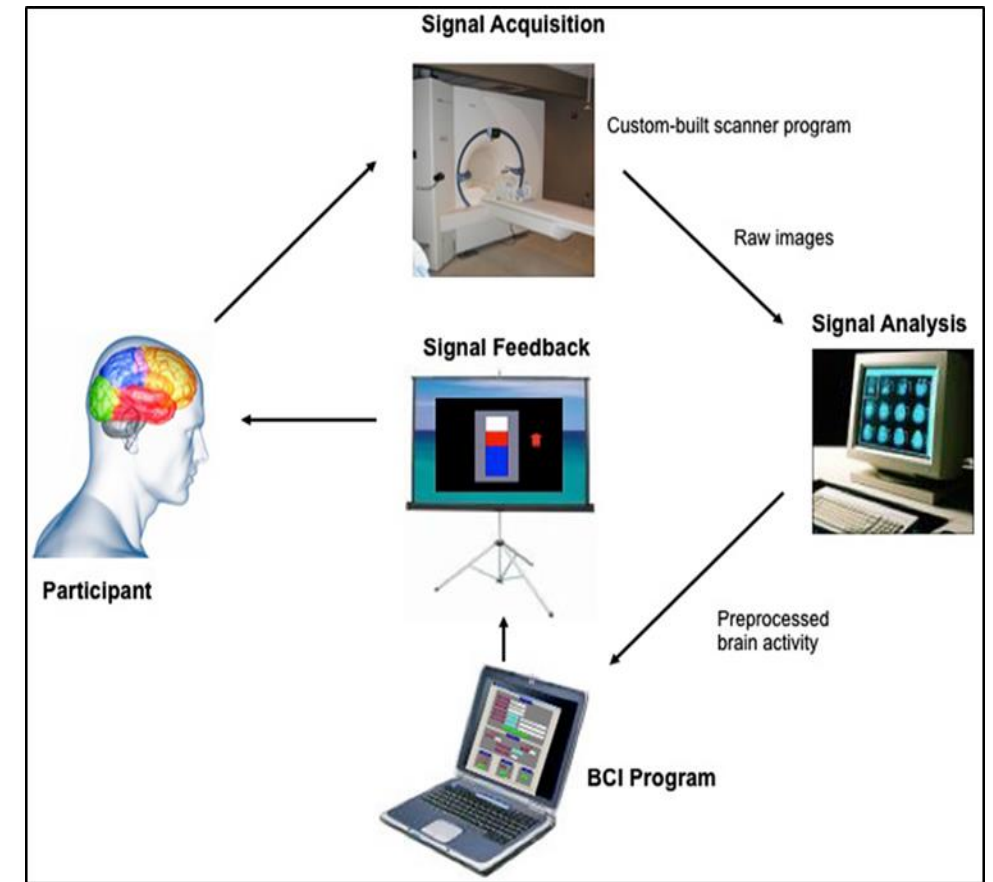 Signal Acquisition
Custom-built scanner program
Raw images
Signal Analysis
Signal Feedback
Participant
Preprocessed
brain activity
BCI Program